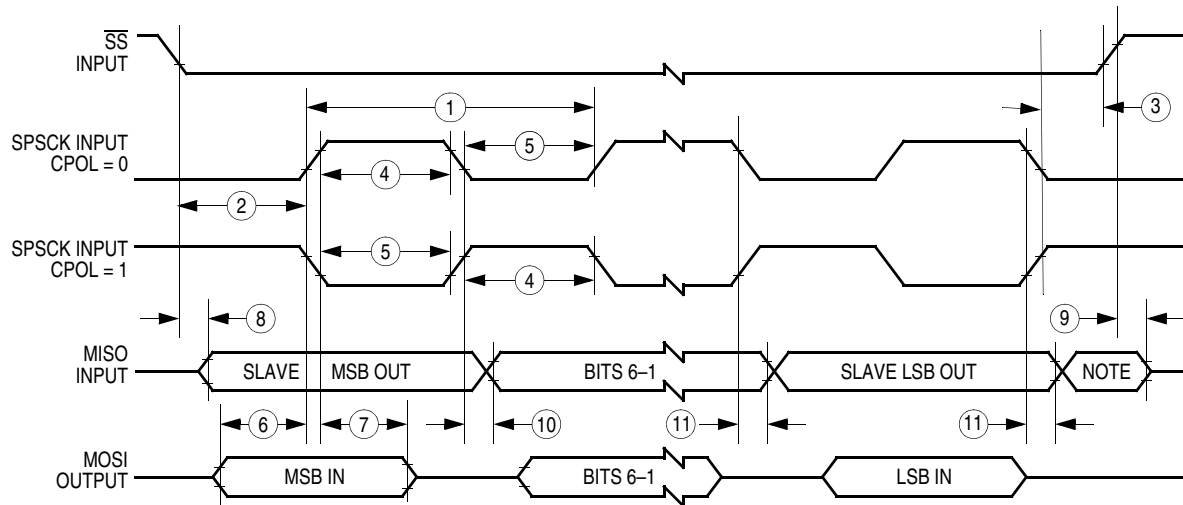 SS
INPUT
1
3
SPSCK INPUT
CPOL = 0
5
4
2
SPSCK INPUT
CPOL = 1
5
4
8
9
MISO
INPUT
SLAVE MSB OUT
BITS 6–1
SLAVE LSB OUT
NOTE
6
7
10
11
11
MOSI
OUTPUT
MSB IN
BITS 6–1
LSB IN